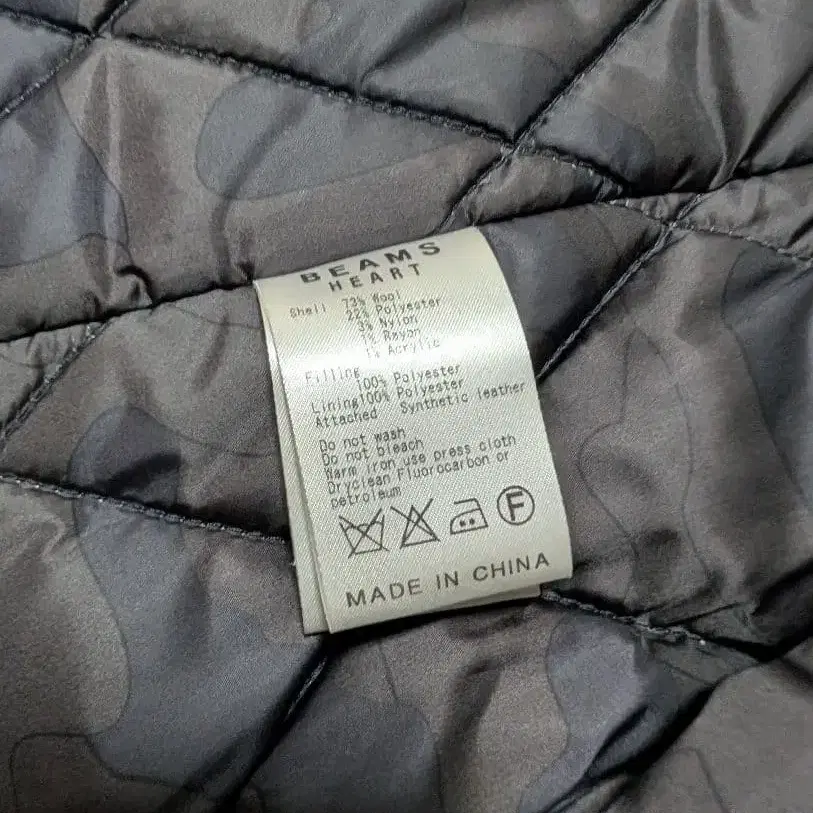 BEAMS
HEART
Shell 73% Wool
22% Polyester
3% Nylon
1% Rayon
1% Acrylic
Filling
100% Polyester
Lining100% Polyester
Attached Synthetic leather
Do not wash
Do not bleach
Warm iron,use press cloth
Dryclean Fluorocarbon or
petroleum
F
MADE IN CHINA